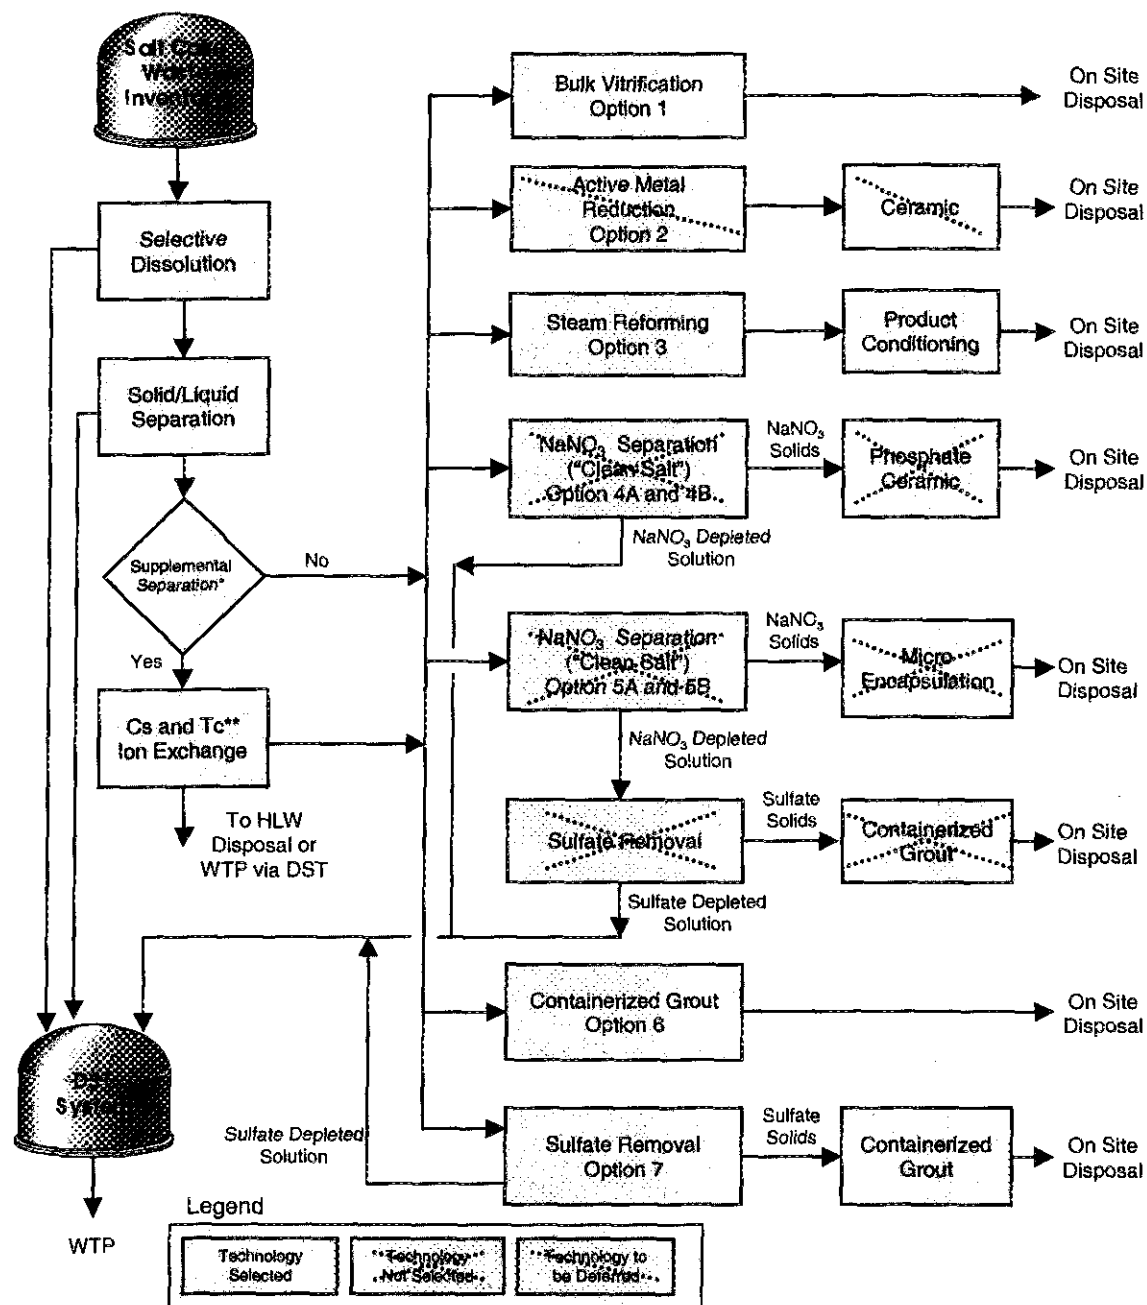 Salt Cake
Inventory
Selective
Dissolution
Solid/Liquid
Separation
Supplemental
Separation*
No
Yes
Cs and Tc**
Ion Exchange
To HLW
Disposal or
WTP via DST
System
WTP
Bulk Vitrification
Option 1
On Site
Disposal
Active Metal
Reduction
Option 2
Ceramic
On Site
Disposal
Steam Reforming
Option 3
Product
Conditioning
On Site
Disposal
NaNO₃ Separation
("Clean Salt")
Option 4A and 4B
NaNO₃
Solids
Phosphate
Ceramic
On Site
Disposal
NaNO₃ Depleted
Solution
NaNO₃ Separation
("Clean Salt")
Option 5A and 5B
NaNO₃
Solids
Micro
Encapsulation
On Site
Disposal
NaNO₃ Depleted
Solution
Sulfate Removal
Sulfate
Solids
Containerized
Grout
On Site
Disposal
Sulfate Depleted
Solution
Containerized Grout
Option 6
On Site
Disposal
Sulfate Depleted
Solution
Sulfate Removal
Option 7
Sulfate
Solids
Containerized
Grout
On Site
Disposal
Legend
Technology
Selected
Technology
Not Selected
Technology to
be Deferred